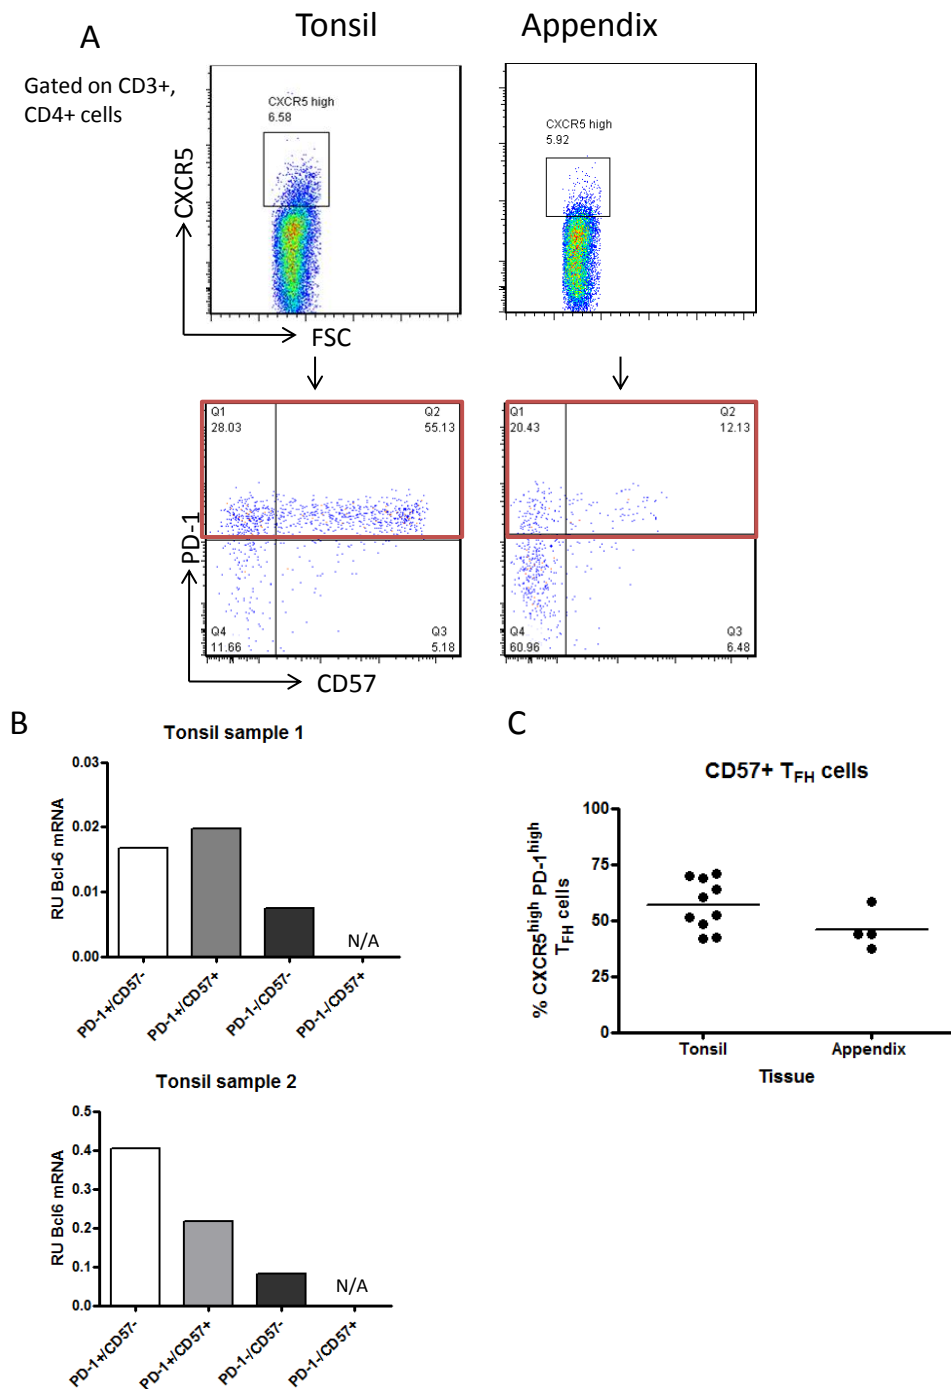 A
Tonsil
Appendix
Gated on CD3+,
CD4+ cells
CXCR5 high
6.58
CXCR5 high
5.92
CXCR5
FSC
Q1
28.03
Q2
55.13
Q1
20.43
Q2
12.13
PD-1
Q4
11.66
Q3
5.18
Q4
60.96
Q3
6.48
CD57
B
Tonsil sample 1
RU Bcl-6 mRNA
0.03
0.02
0.01
0.00
N/A
PD-1+/CD57-
PD-1+/CD57+
PD-1-/CD57-
PD-1-/CD57+
Tonsil sample 2
RU Bcl6 mRNA
0.5
0.4
0.3
0.2
0.1
0.0
N/A
PD-1+/CD57-
PD-1+/CD57+
PD-1-/CD57-
PD-1-/CD57+
C
CD57+ TFH cells
% CXCR5high PD-1high
TFH cells
100
75
50
25
0
Tonsil
Appendix
Tissue